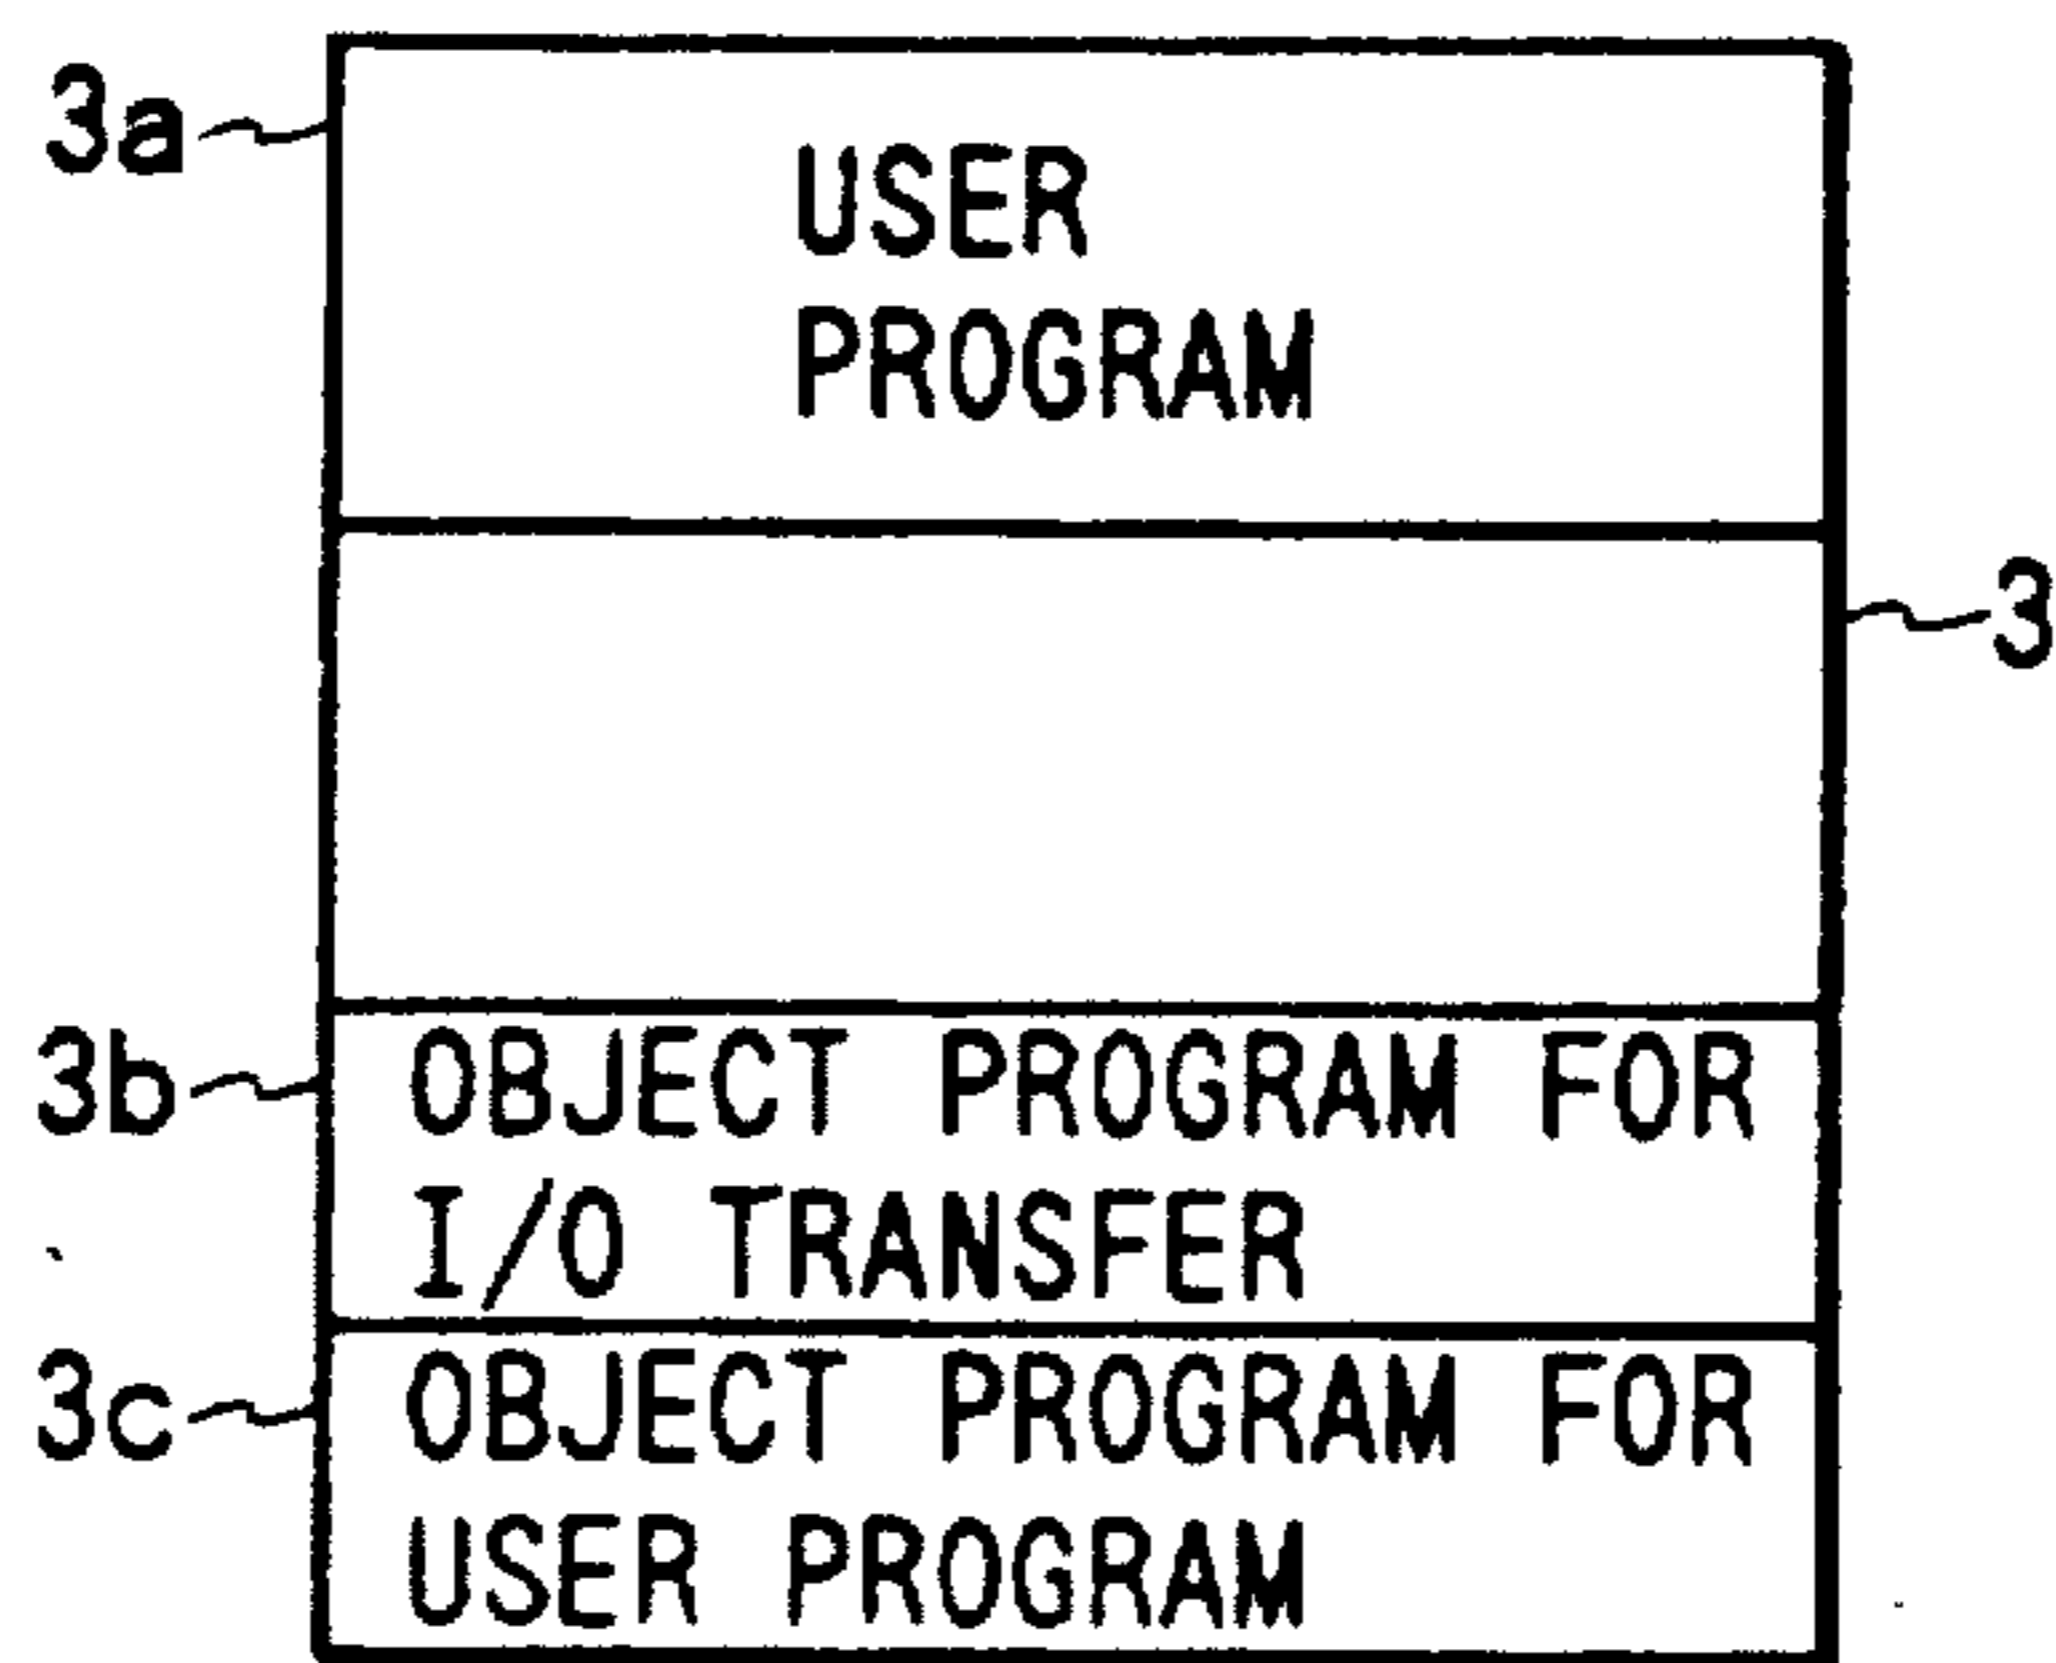 3a
USER
PROGRAM
3
3b
OBJECT PROGRAM FOR
I/O TRANSFER
3c
OBJECT PROGRAM FOR
USER PROGRAM